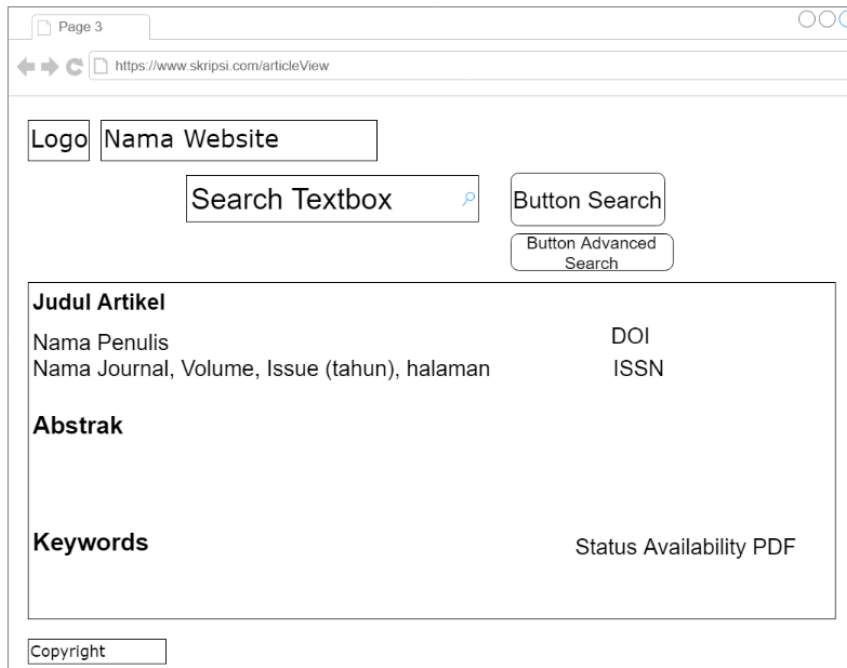 Page 3
https://www.skripsi.com/articleView
Logo
Nama Website
Search Textbox
Button Search
Button Advanced
Search
Judul Artikel
Nama Penulis
DOI
Nama Journal, Volume, Issue (tahun), halaman
ISSN
Abstrak
Keywords
Status Availability PDF
Copyright